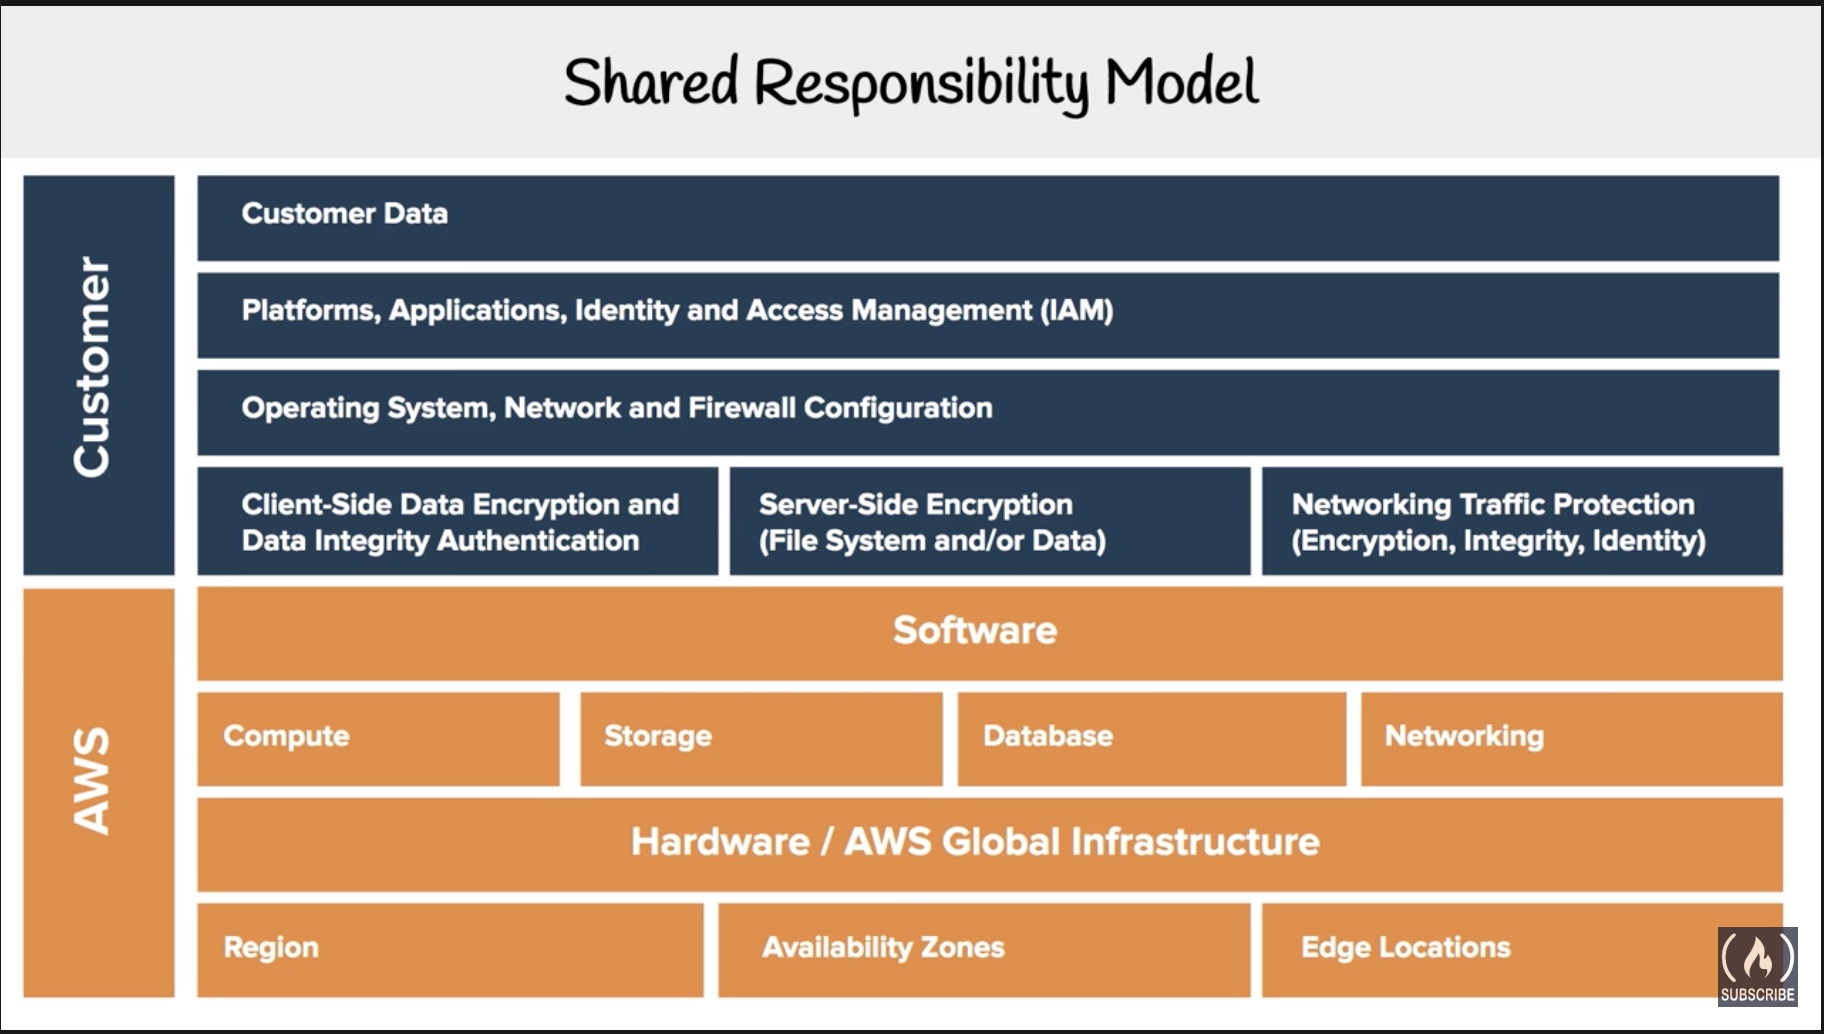 Shared Responsibility Model
Customer
Customer Data
Platforms, Applications, Identity and Access Management (IAM)
Operating System, Network and Firewall Configuration
Client-Side Data Encryption and
Data Integrity Authentication
Server-Side Encryption
(File System and/or Data)
Networking Traffic Protection
(Encryption, Integrity, Identity)
AWS
Software
Compute
Storage
Database
Networking
Hardware / AWS Global Infrastructure
Region
Availability Zones
Edge Locations
SUBSCRIBE